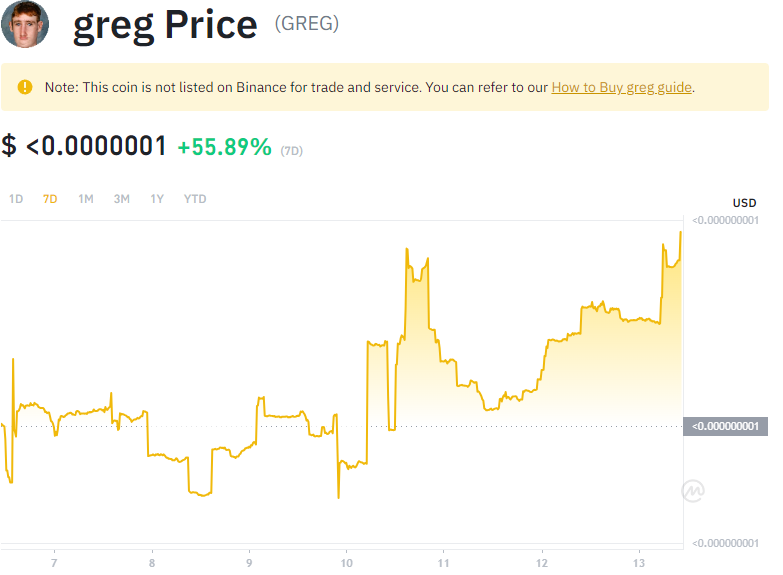 greg Price (GREG)
Note: This coin is not listed on Binance for trade and service. You can refer to our How to Buy greg guide.
$ <0.0000001 +55.89% (7D)
1D 7D 1M 3M 1Y YTD
USD
<0.000000001
<0.000000001
<0.000000001
7 8 9 10 11 12 13